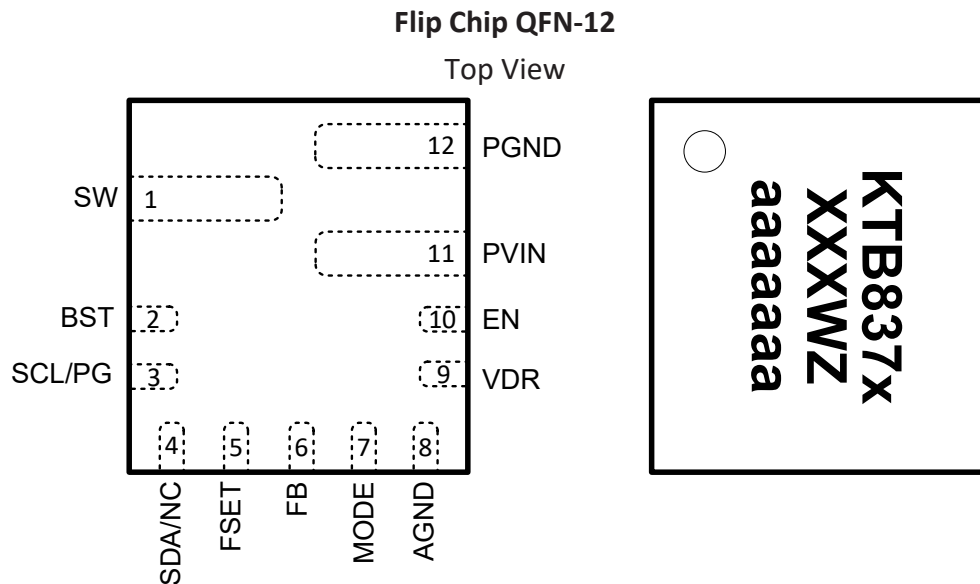 Flip Chip QFN-12
Top View
12 PGND
SW 1
11 PVIN
BST 2
10 EN
SCL/PG 3
9 VDR
4 5 6 7 8
SDA/NC FSET FB MODE AGND
KTB837x
XXXWZ
aaaaaaa